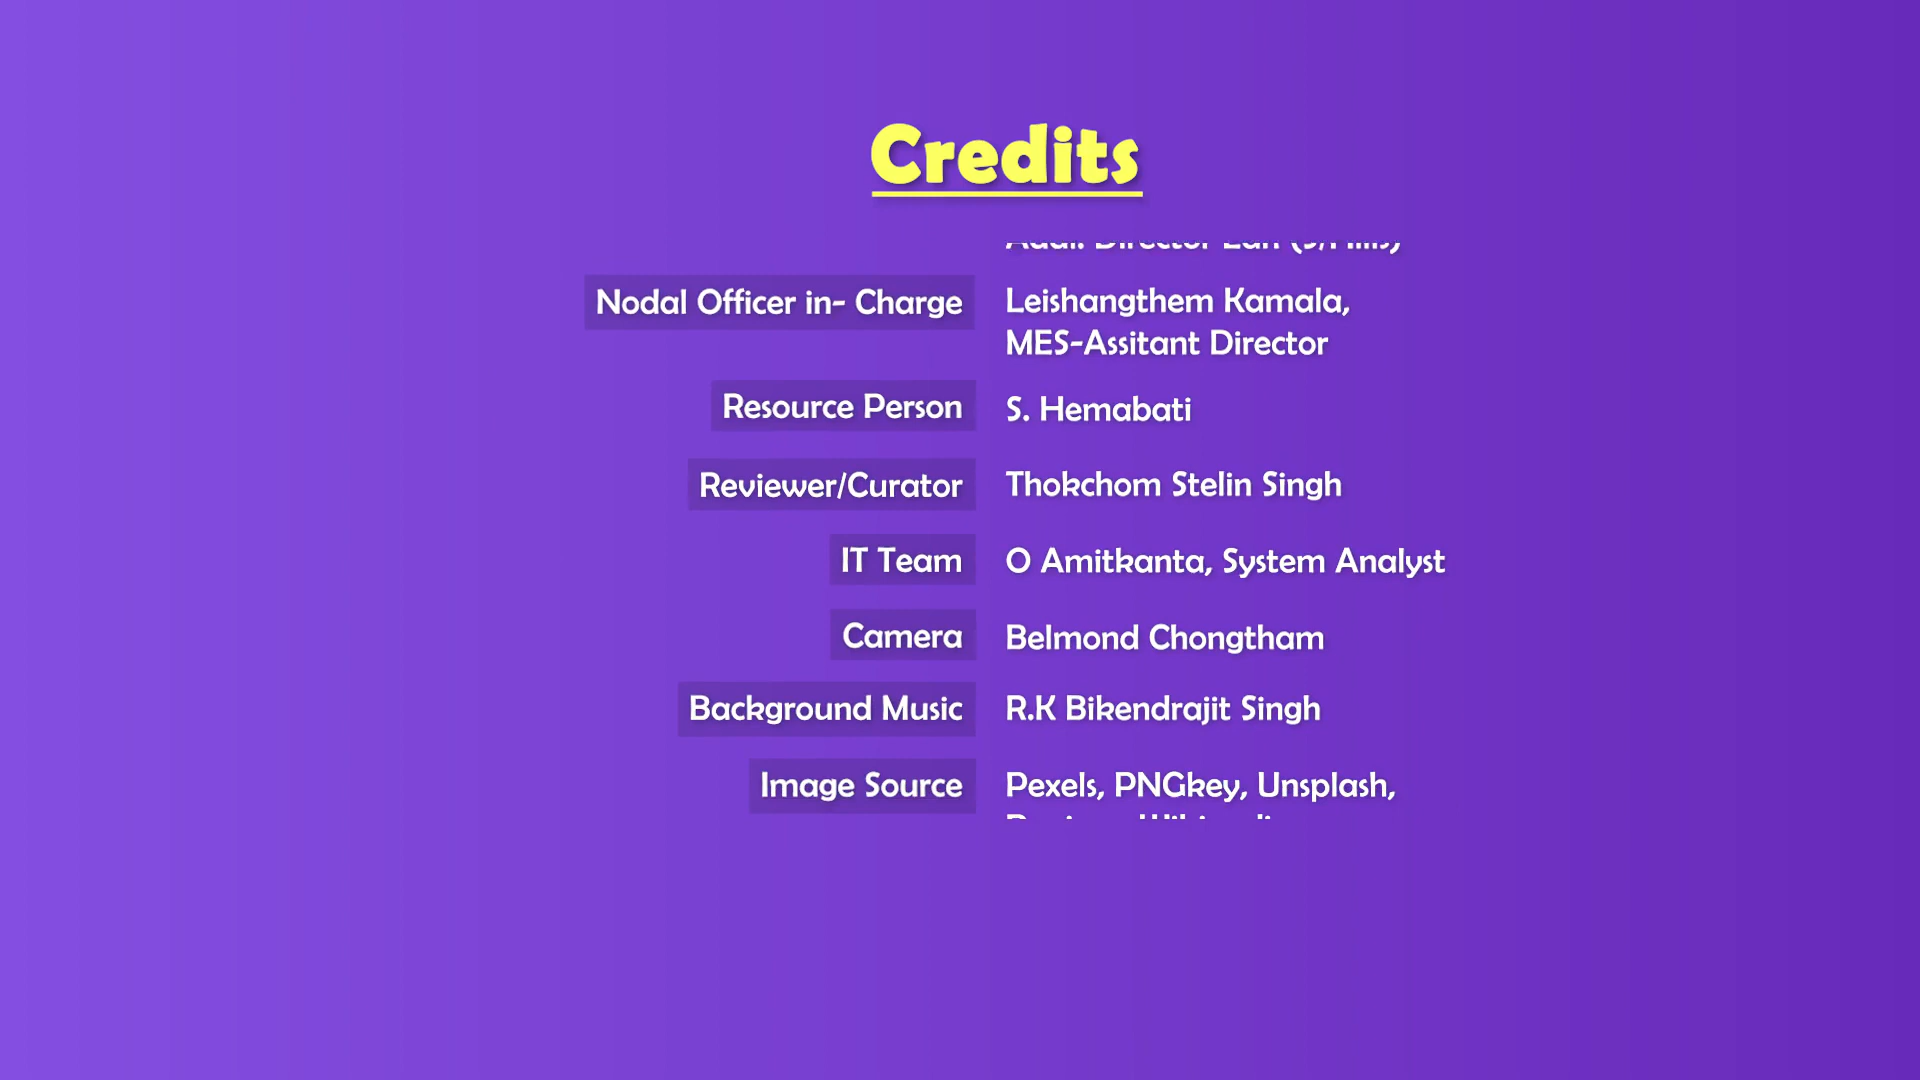 Credits
Director
Nodal Officer in- Charge Leishangthem Kamala,
MES-Assitant Director
Resource Person S. Hemabati
Reviewer/Curator Thokchom Stelin Singh
IT Team O Amitkanta, System Analyst
Camera Belmond Chongtham
Background Music R.K Bikendrajit Singh
Image Source Pexels, PNGkey, Unsplash,